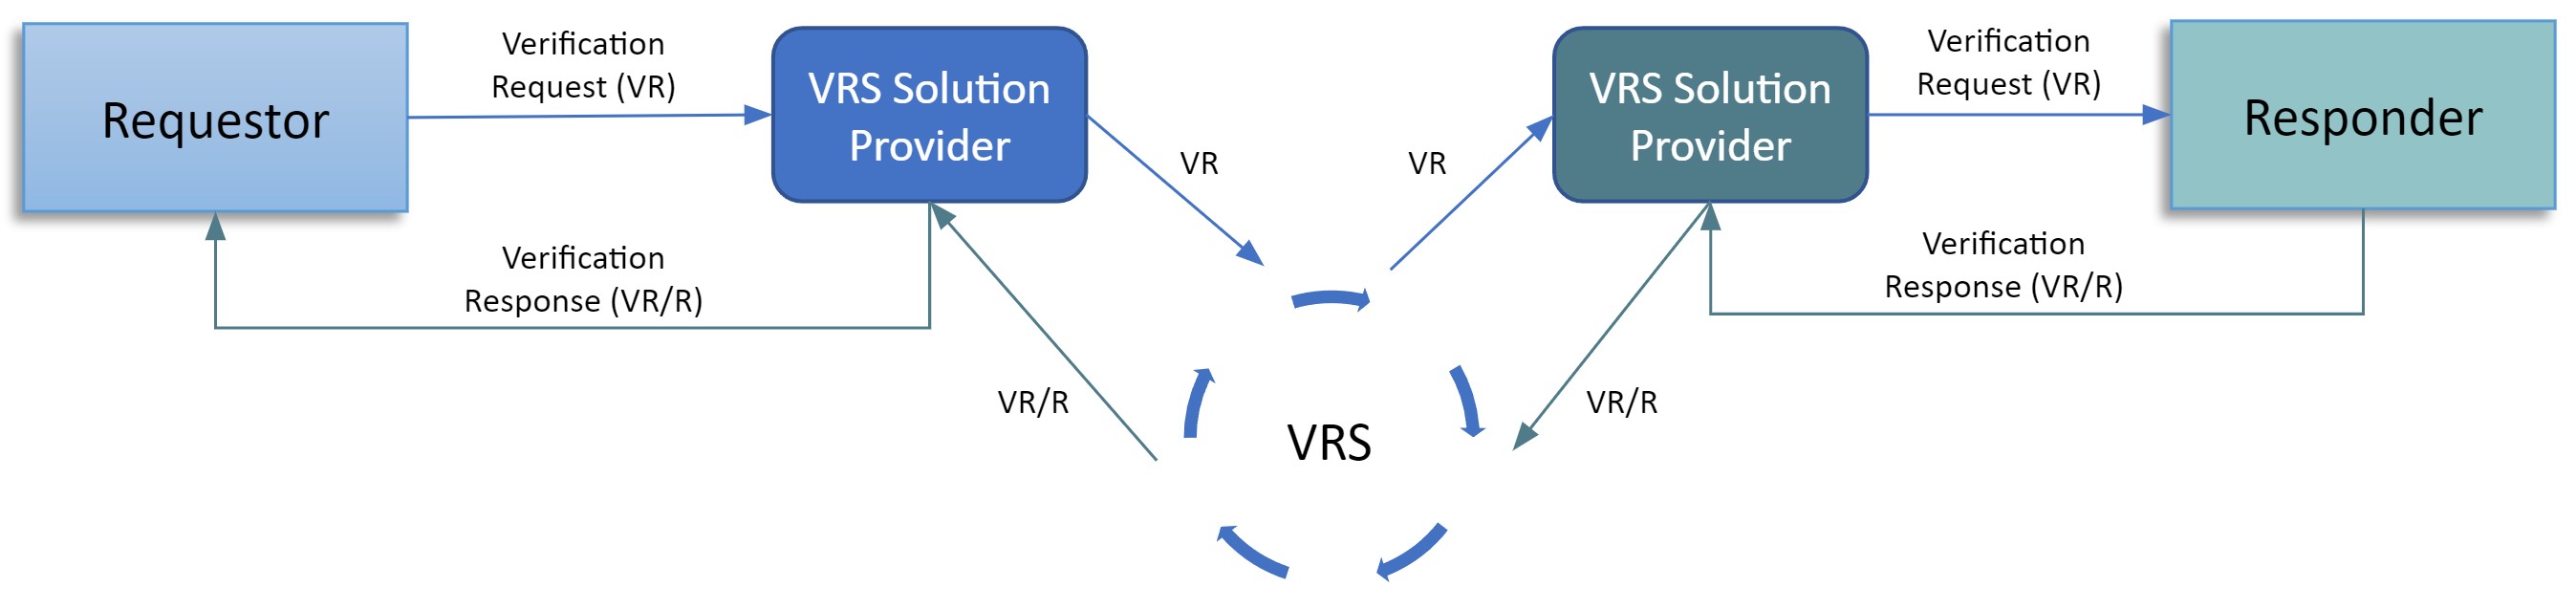 Requestor
Verification
Request (VR)
VRS Solution
Provider
VR
VR
VRS Solution
Provider
Verification
Request (VR)
Responder
Verification
Response (VR/R)
VR/R
VRS
VR/R
Verification
Response (VR/R)